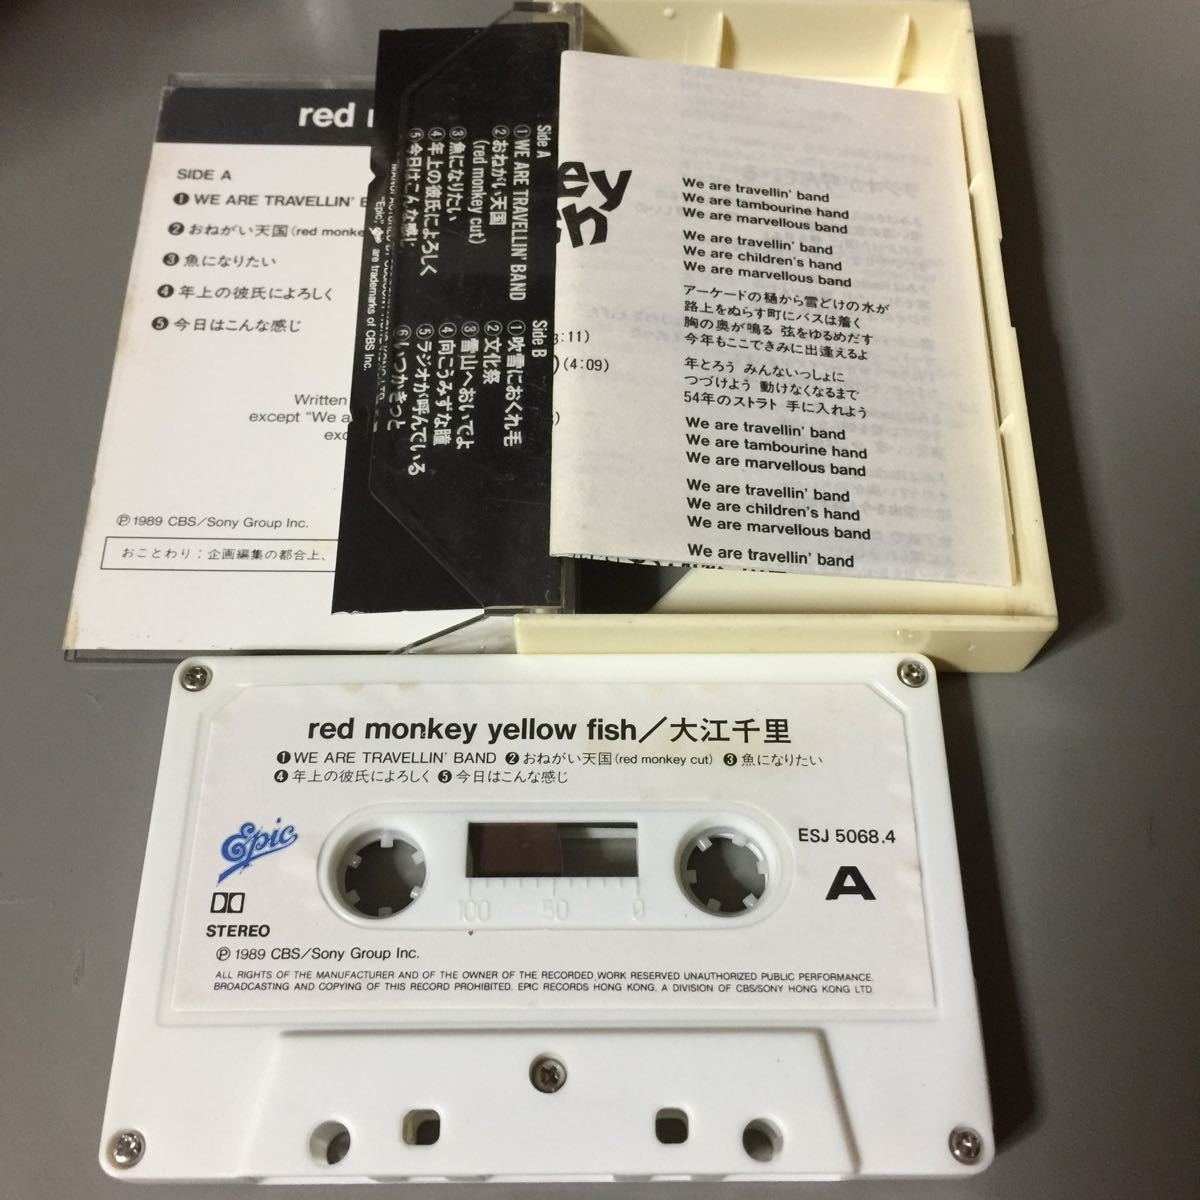 red
SIDE A
❶ WE ARE TRAVELLIN'
❷ おねがい天国(red
❸ 魚になりたい
❹ 年上の彼氏によろしく
❺ 今日はこんな感じ
Written
except "We a
℗ 1989 CBS/Sony Group Inc.
おことわり：企画編集の都合上、
Side A
①WE ARE TRAVELLIN' BAND
②おねがい天国
(red monkey cut)
③魚になりたい
④年上の彼氏によろしく
⑤今日はこんな感じ
Side B
①吹雪におくれ毛
②文化祭
③雪山へおいでよ
④向こうみずな瞳
⑤ラジオが呼んでいる
⑥いつかきっと
"Epic," are trademarks of CBS Inc.
ey
:11)
(4:09)
We are travellin' band
We are tambourine hand
We are marvellous band
We are travellin' band
We are children's hand
We are marvellous band
アーケードの樋から雪どけの水が
路上をぬらす町にバスは着く
胸の奥が鳴る 弦をゆるめだす
今年もここできみに出逢えるよ
年とろう みんないっしょに
つづけよう 動けなくなるまで
54年のストラト 手に入れよう
We are travellin' band
We are tambourine hand
We are marvellous band
We are travellin' band
We are children's hand
We are marvellous band
We are travellin' band
red monkey yellow fish／大江千里
❶WE ARE TRAVELLIN' BAND ❷おねがい天国(red monkey cut) ❸魚になりたい
❹年上の彼氏によろしく ❺今日はこんな感じ
Epic
ESJ 5068.4
A
STEREO
100 50 0
℗ 1989 CBS/Sony Group Inc.
ALL RIGHTS OF THE MANUFACTURER AND OF THE OWNER OF THE RECORDED WORK RESERVED UNAUTHORIZED PUBLIC PERFORMANCE.
BROADCASTING AND COPYING OF THIS RECORD PROHIBITED. EPIC RECORDS HONG KONG. A DIVISION OF CBS/SONY HONG KONG LTD